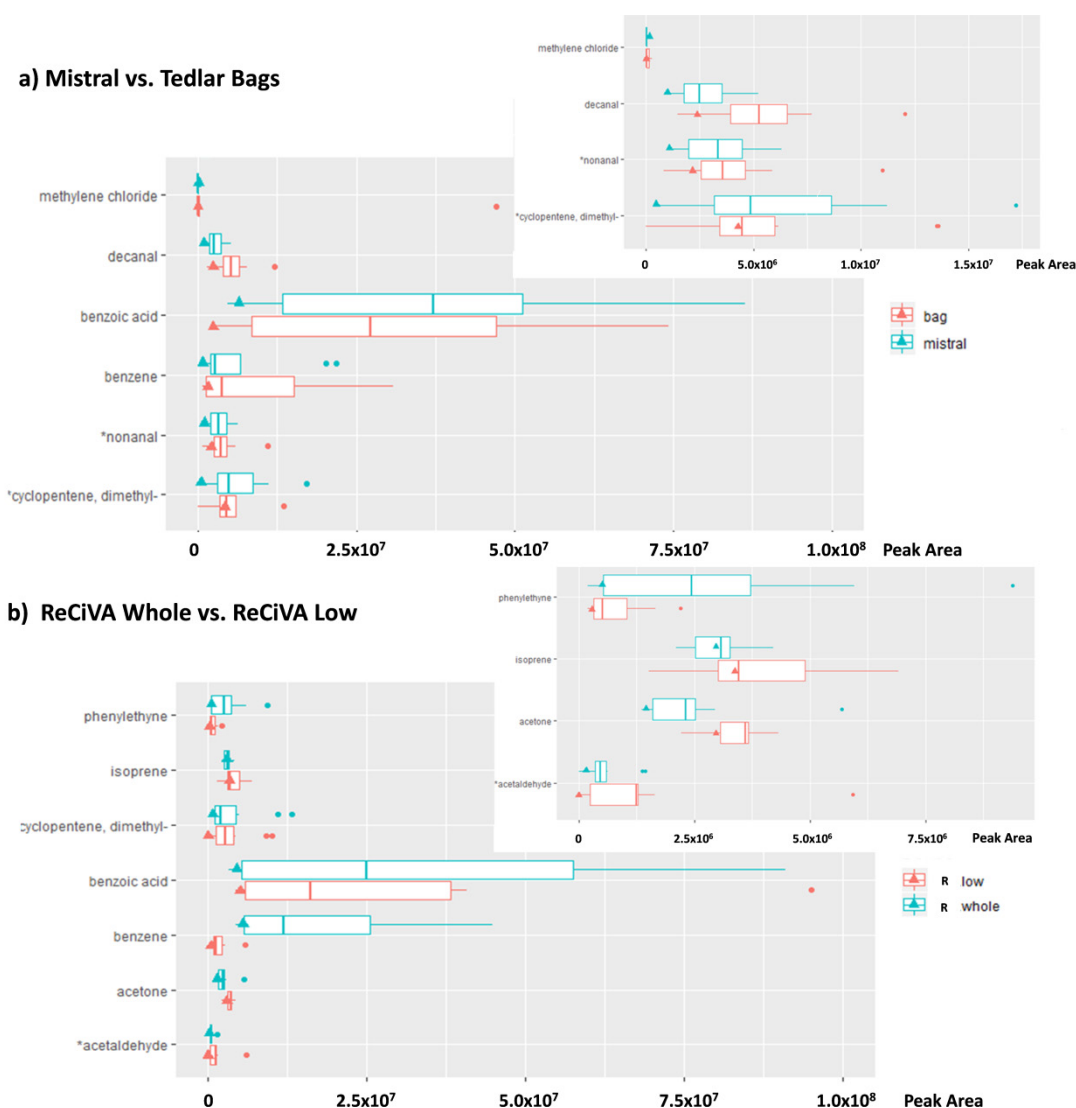 a) Mistral vs. Tedlar Bags
methylene chloride
decanal
*nonanal
*cyclopentene, dimethyl-
0 5.0x10⁶ 1.0x10⁷ 1.5x10⁷ Peak Area
methylene chloride
decanal
benzoic acid
benzene
*nonanal
*cyclopentene, dimethyl-
0 2.5x10⁷ 5.0x10⁷ 7.5x10⁷ 1.0x10⁸ Peak Area
bag
mistral
b) ReCiVA Whole vs. ReCiVA Low
phenylethyne
isoprene
acetone
*acetaldehyde
0 2.5x10⁶ 5.0x10⁶ 7.5x10⁶ Peak Area
phenylethyne
isoprene
cyclopentene, dimethyl-
benzoic acid
benzene
acetone
*acetaldehyde
0 2.5x10⁷ 5.0x10⁷ 7.5x10⁷ 1.0x10⁸ Peak Area
R low
R whole